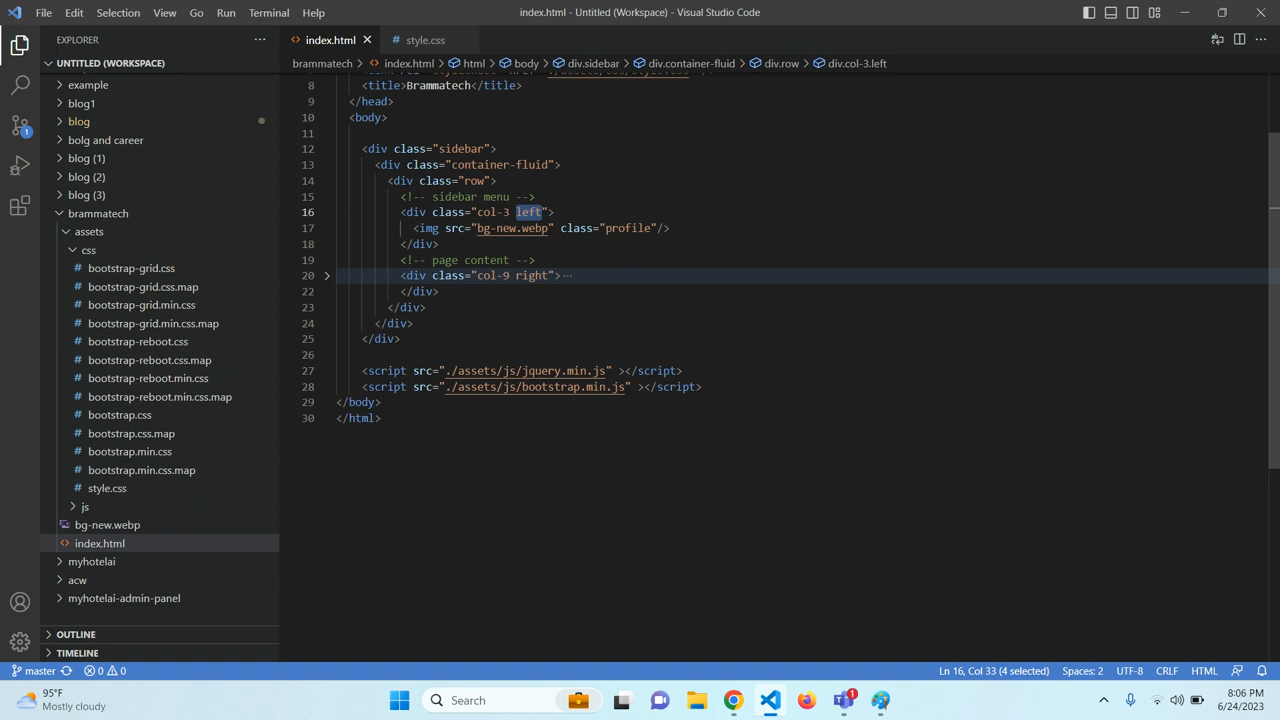 File Edit Selection View Go Run Terminal Help
index.html - Untitled (Workspace) - Visual Studio Code
EXPLORER
UNTITLED (WORKSPACE)
example
blog1
blog
bolg and career
blog (1)
blog (2)
blog (3)
brammatech
assets
css
bootstrap-grid.css
bootstrap-grid.css.map
bootstrap-grid.min.css
bootstrap-grid.min.css.map
bootstrap-reboot.css
bootstrap-reboot.css.map
bootstrap-reboot.min.css
bootstrap-reboot.min.css.map
bootstrap.css
bootstrap.css.map
bootstrap.min.css
bootstrap.min.css.map
style.css
js
bg-new.webp
index.html
myhotelai
acw
myhotelai-admin-panel
OUTLINE
TIMELINE
1
index.html style.css
brammatech > index.html > html > body > div.sidebar > div.container-fluid > div.row > div.col-3.left
8 <title>Brammatech</title>
9 </head>
10 <body>
11
12 <div class="sidebar">
13 <div class="container-fluid">
14 <div class="row">
15 <!-- sidebar menu -->
16 <div class="col-3 left">
17 <img src="bg-new.webp" class="profile"/>
18 </div>
19 <!-- page content -->
20 <div class="col-9 right">⋯
22 </div>
23 </div>
24 </div>
25 </div>
26
27 <script src="./assets/js/jquery.min.js" ></script>
28 <script src="./assets/js/bootstrap.min.js" ></script>
29 </body>
30 </html>
master 0 0 Ln 16, Col 33 (4 selected) Spaces: 2 UTF-8 CRLF HTML
95°F
Mostly cloudy
Search
1
8:06 PM
6/24/2023